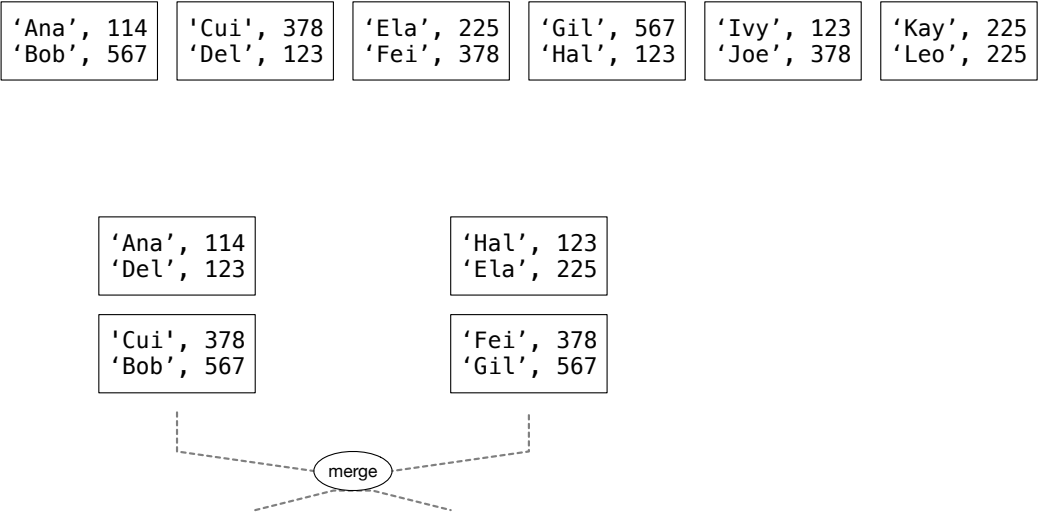 ‘Ana’, 114
‘Bob’, 567
'Cui', 378
‘Del’, 123
‘Ela’, 225
‘Fei’, 378
‘Gil’, 567
‘Hal’, 123
‘Ivy’, 123
‘Joe’, 378
‘Kay’, 225
‘Leo’, 225
‘Ana’, 114
‘Del’, 123
'Cui', 378
‘Bob’, 567
‘Hal’, 123
‘Ela’, 225
‘Fei’, 378
‘Gil’, 567
merge